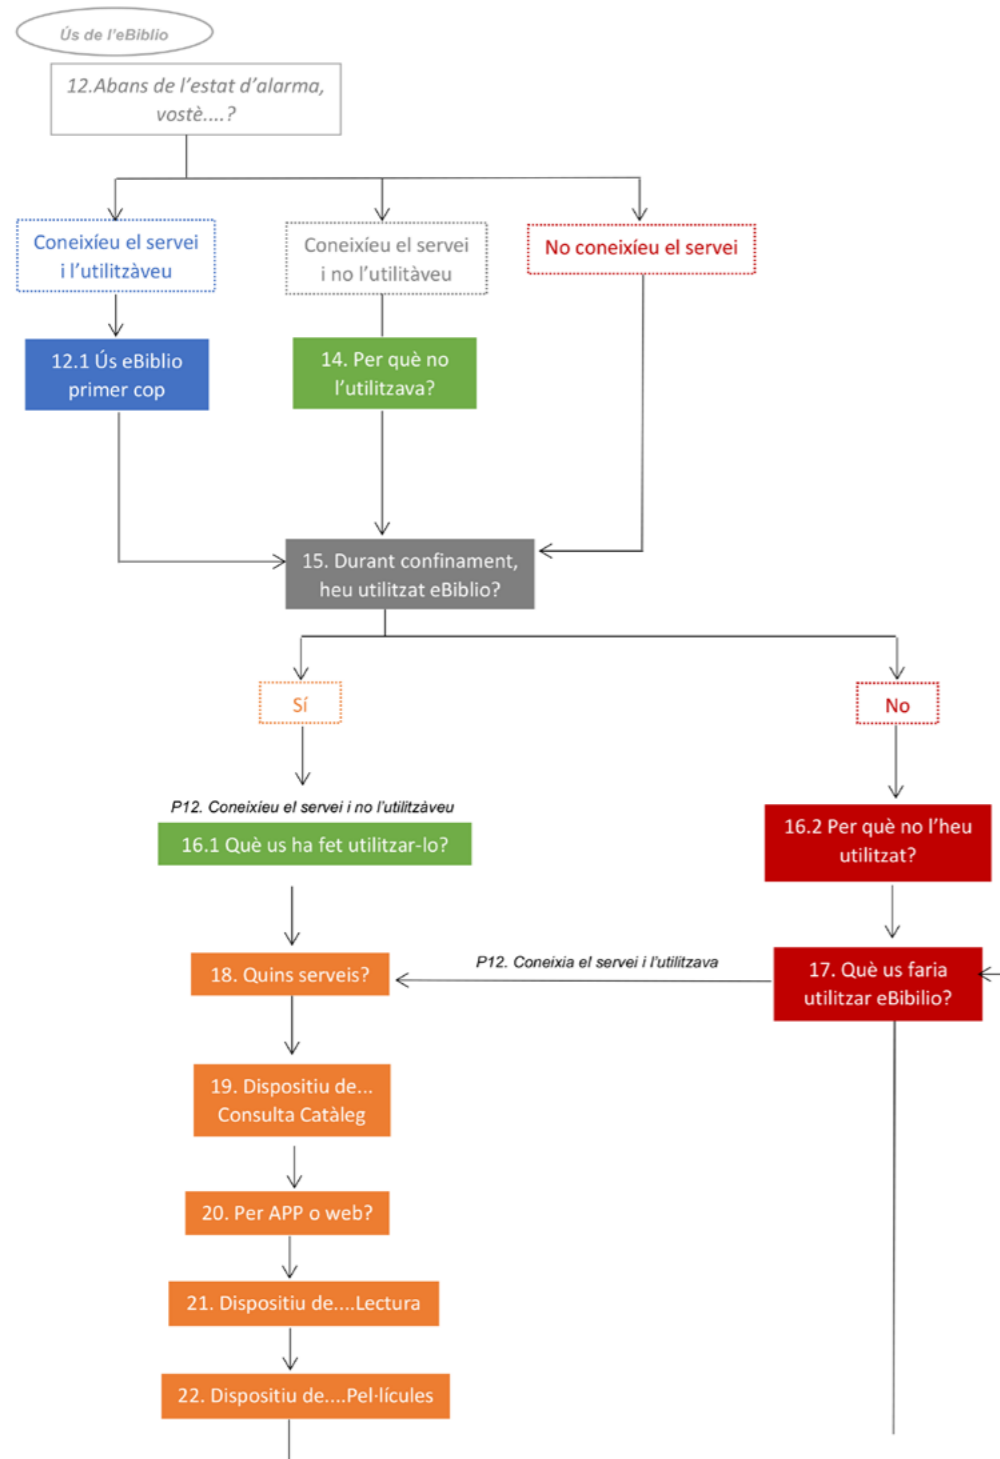 Ús de l'eBiblio
12.Abans de l'estat d'alarma,
vostè....?
Coneixíeu el servei
i l'utilitzàveu
Coneixíeu el servei
i no l'utilitàveu
No coneixíeu el servei
12.1 Ús eBiblio
primer cop
14. Per què no
l'utilitzava?
15. Durant confinament,
heu utilitzat eBiblio?
Sí
No
P12. Coneixíeu el servei i no l'utilitzàveu
16.1 Què us ha fet utilitzar-lo?
16.2 Per què no l'heu
utilitzat?
18. Quins serveis?
P12. Coneixia el servei i l'utilitzava
17. Què us faria
utilitzar eBibilio?
19. Dispositiu de...
Consulta Catàleg
20. Per APP o web?
21. Dispositiu de....Lectura
22. Dispositiu de....Pel·lícules